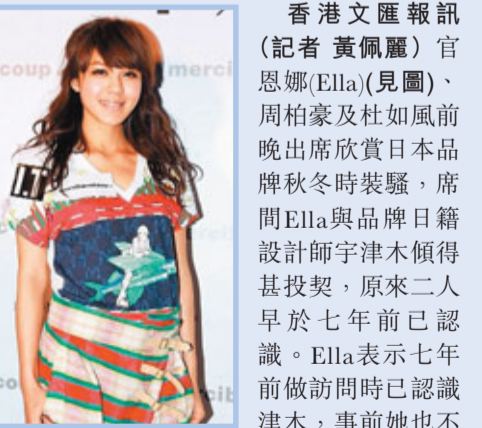 coup
merci
I.T
香港文匯報訊
（記者 黃佩麗）官
恩娜(Ella)(見圖)、
周柏豪及杜如風前
晚出席欣賞日本品
牌秋冬時裝騷，席
間Ella與品牌日籍
設計師宇津木傾得
甚投契，原來二人
早於七年前已認
識。Ella表示七年
前做訪問時已認識
津木，事前她也不